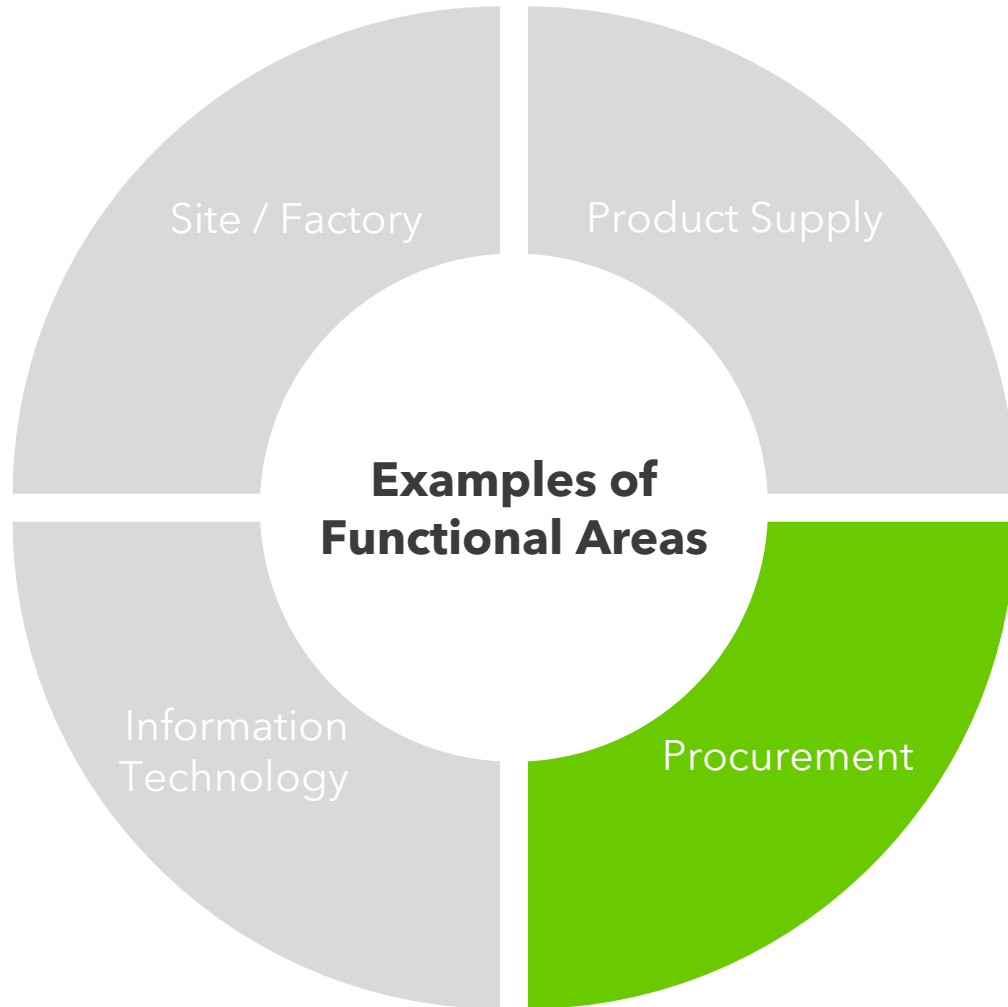 Site / Factory
Product Supply
Examples of
Functional Areas
Information
Technology
Procurement